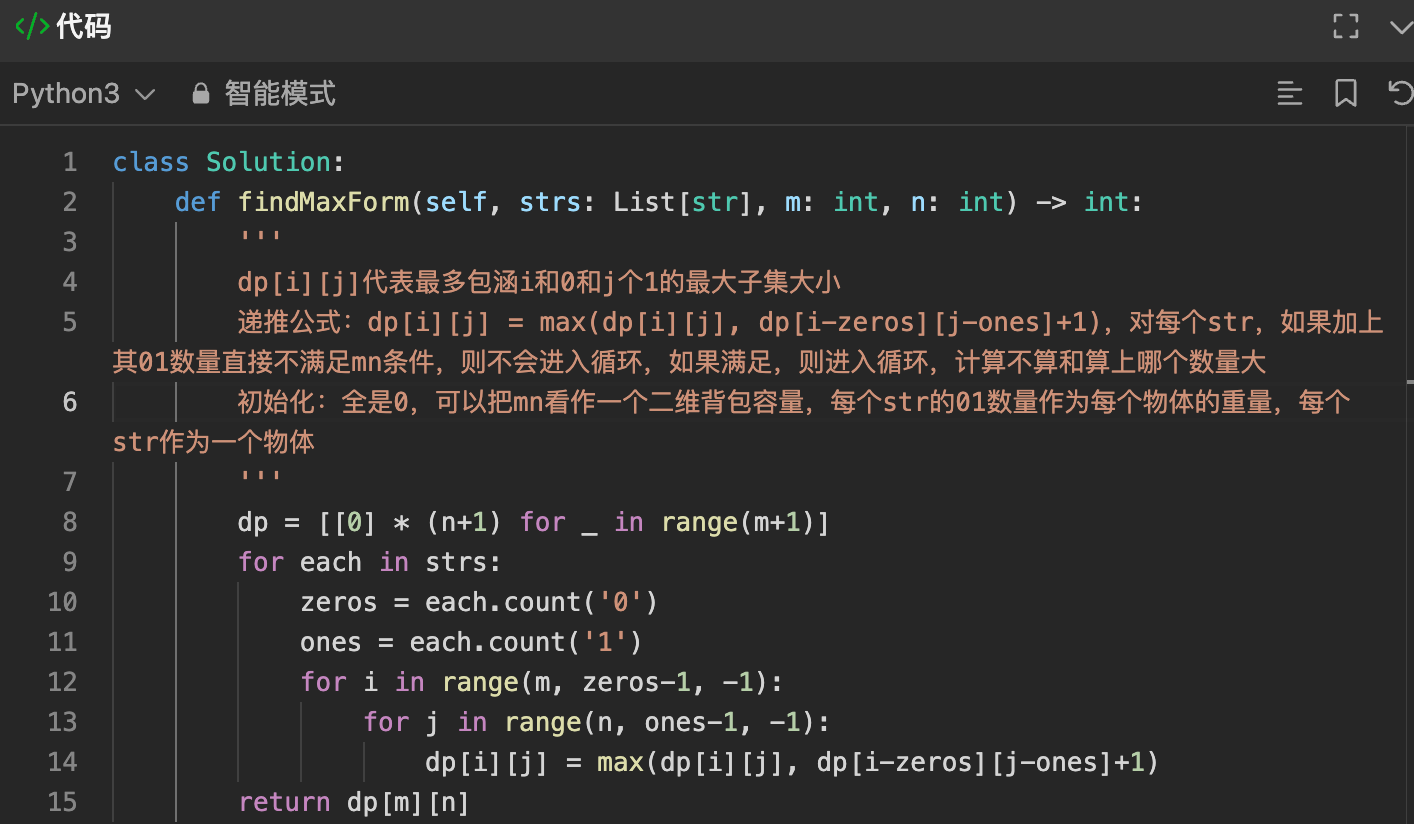 </> 代码
Python3 智能模式
1 class Solution:
2 def findMaxForm(self, strs: List[str], m: int, n: int) -> int:
3 '''
4 dp[i][j]代表最多包涵i和0和j个1的最大子集大小
5 递推公式：dp[i][j] = max(dp[i][j], dp[i-zeros][j-ones]+1)，对每个str，如果加上
其01数量直接不满足mn条件，则不会进入循环，如果满足，则进入循环，计算不算和算上哪个数量大
6 初始化：全是0，可以把mn看作一个二维背包容量，每个str的01数量作为每个物体的重量，每个
str作为一个物体
7 '''
8 dp = [[0] * (n+1) for _ in range(m+1)]
9 for each in strs:
10 zeros = each.count('0')
11 ones = each.count('1')
12 for i in range(m, zeros-1, -1):
13 for j in range(n, ones-1, -1):
14 dp[i][j] = max(dp[i][j], dp[i-zeros][j-ones]+1)
15 return dp[m][n]